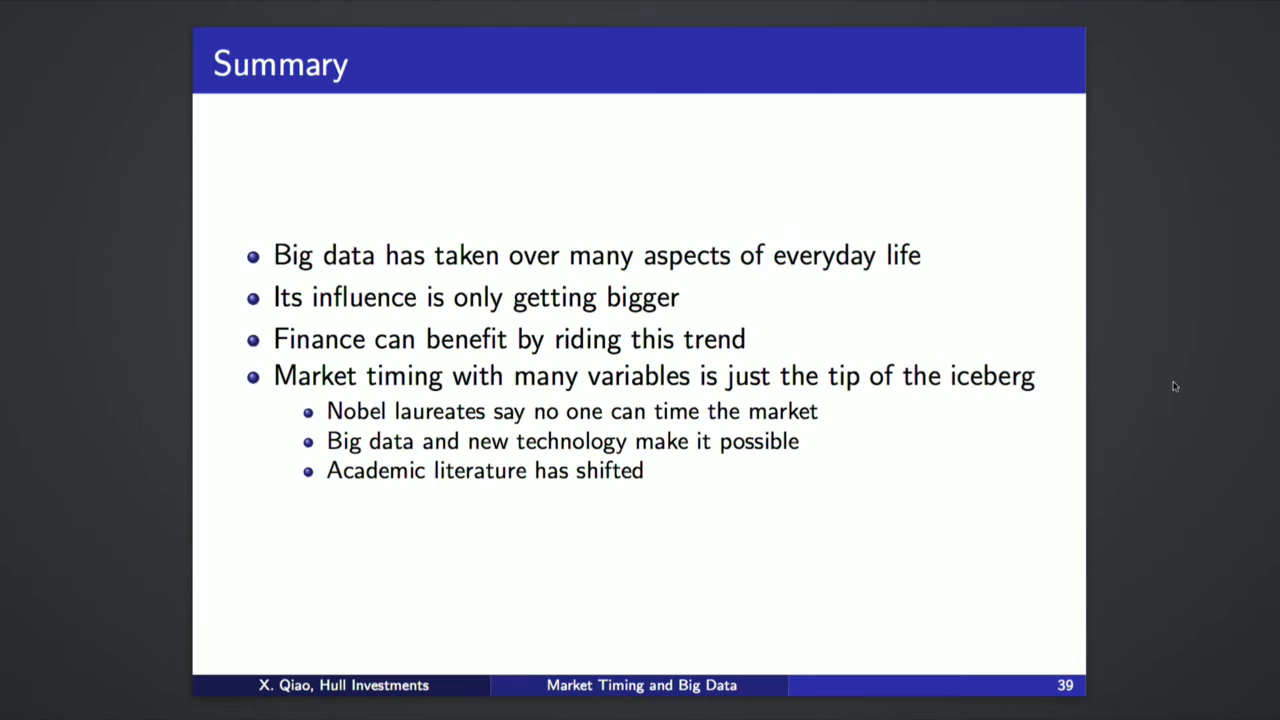 Summary
Big data has taken over many aspects of everyday life
Its influence is only getting bigger
Finance can benefit by riding this trend
Market timing with many variables is just the tip of the iceberg
Nobel laureates say no one can time the market
Big data and new technology make it possible
Academic literature has shifted
X. Qiao, Hull Investments
Market Timing and Big Data
39